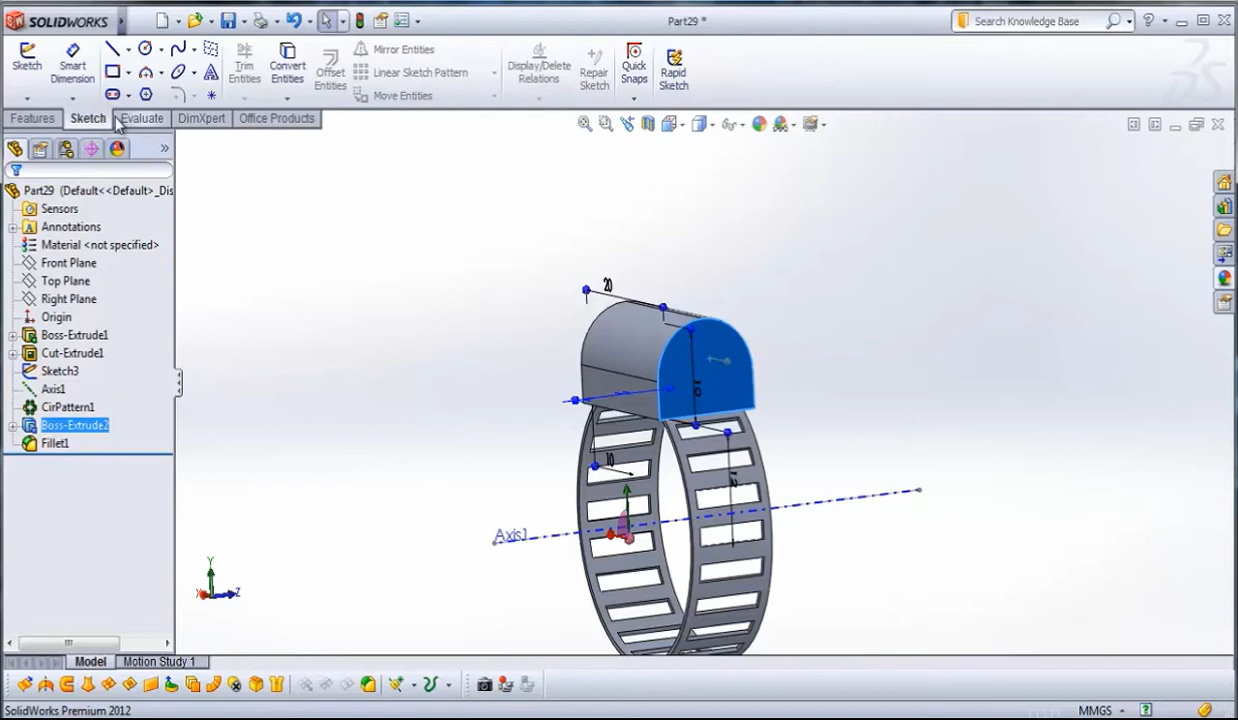 SOLIDWORKS
Part29 *
Search Knowledge Base
Sketch
Smart Dimension
Trim Entities
Convert Entities
Offset Entities
Mirror Entities
Linear Sketch Pattern
Move Entities
Display/Delete Relations
Repair Sketch
Quick Snaps
Rapid Sketch
Features
Sketch
Evaluate
DimXpert
Office Products
Part29 (Default<<Default>_Dis
Sensors
Annotations
Material <not specified>
Front Plane
Top Plane
Right Plane
Origin
Boss-Extrude1
Cut-Extrude1
Sketch3
Axis1
CirPattern1
Boss-Extrude2
Fillet1
20
10
Axis1
Y
X
Z
Model
Motion Study 1
SolidWorks Premium 2012
MMGS